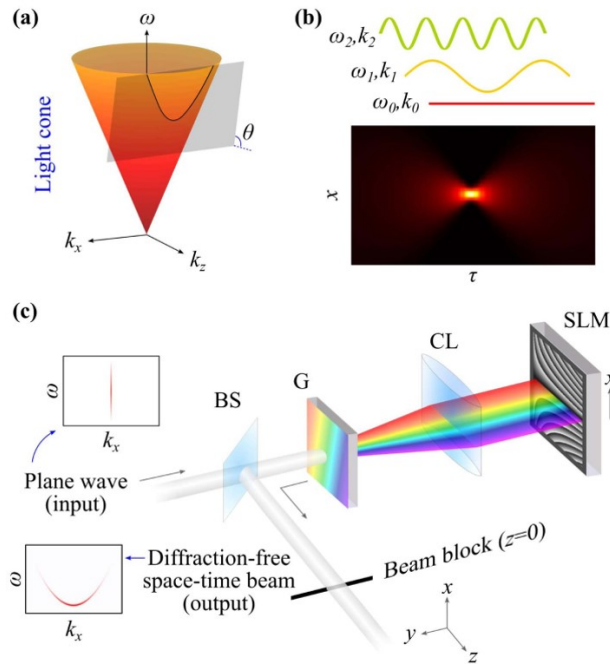 (a)
ω
Light cone
θ
kx
kz
(b)
ω2,k2
ω1,k1
ω0,k0
x
τ
(c)
SLM
CL
G
BS
x
ω
kx
Plane wave
(input)
Beam block (z=0)
Diffraction-free
space-time beam
(output)
ω
kx
x
y
z